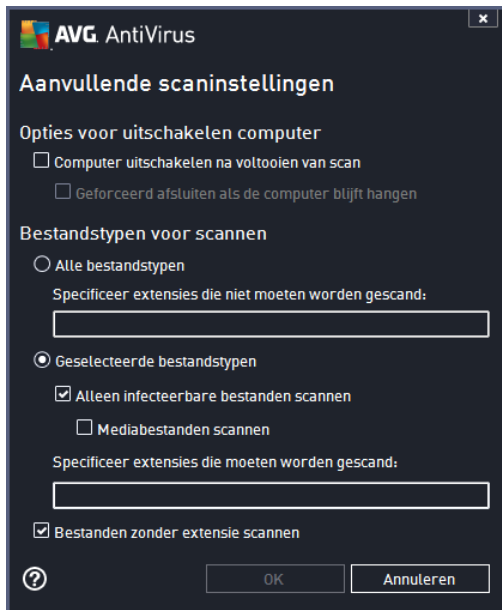 x
AVG. AntiVirus
Aanvullende scaninstellingen
Opties voor uitschakelen computer
Computer uitschakelen na voltooien van scan
Geforceerd afsluiten als de computer blijft hangen
Bestandstypen voor scannen
Alle bestandstypen
Specificeer extensies die niet moeten worden gescand:
Geselecteerde bestandstypen
Alleen infecteerbare bestanden scannen
Mediabestanden scannen
Specificeer extensies die moeten worden gescand:
Bestanden zonder extensie scannen
?
OK
Annuleren